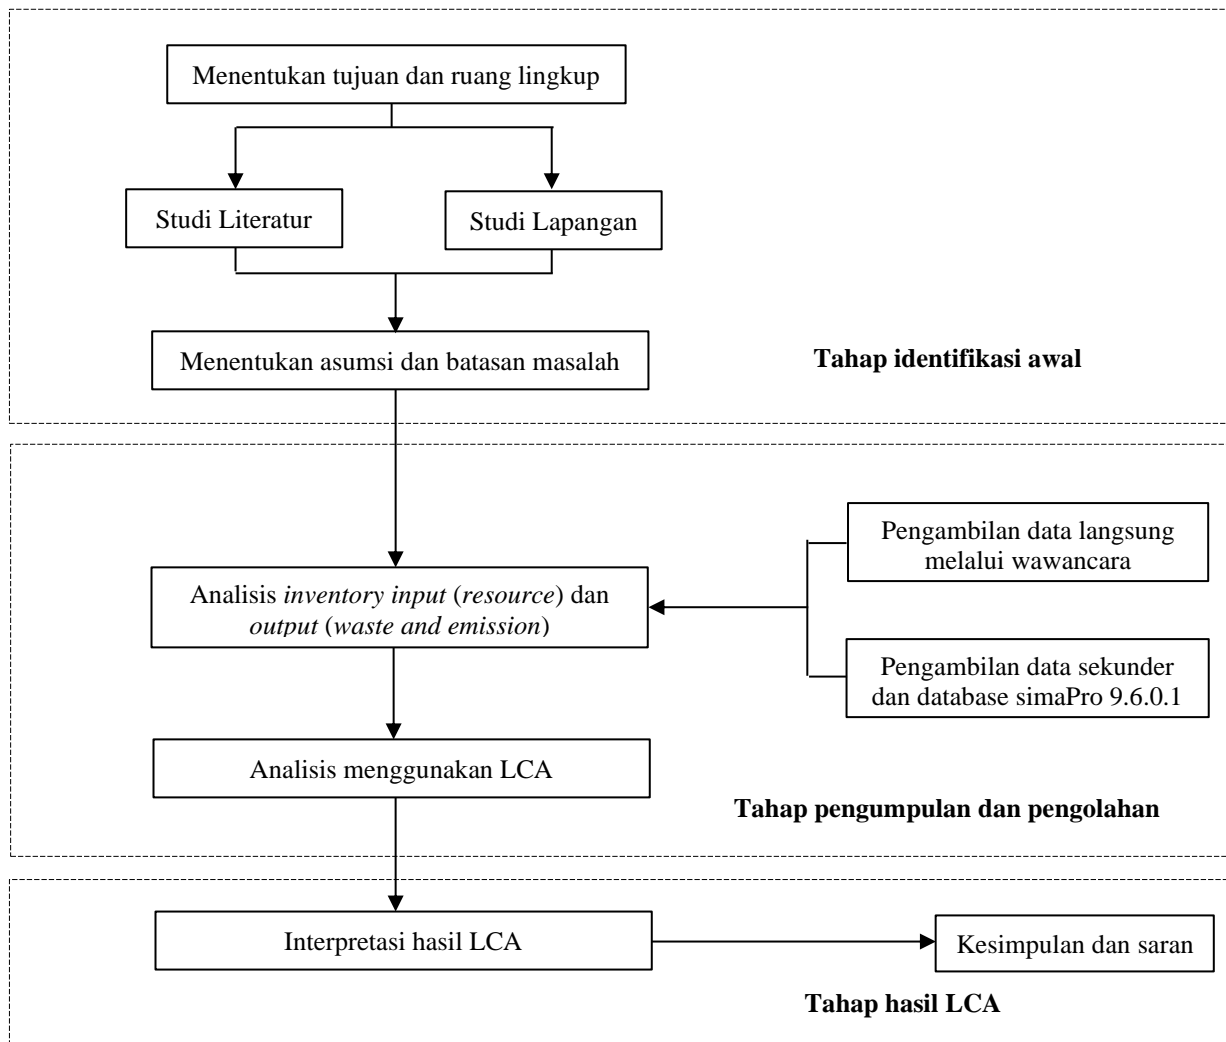 Menentukan tujuan dan ruang lingkup
Studi Literatur
Studi Lapangan
Menentukan asumsi dan batasan masalah
Tahap identifikasi awal
Pengambilan data langsung
melalui wawancara
Analisis inventory input (resource) dan
output (waste and emission)
Pengambilan data sekunder
dan database simaPro 9.6.0.1
Analisis menggunakan LCA
Tahap pengumpulan dan pengolahan
Interpretasi hasil LCA
Kesimpulan dan saran
Tahap hasil LCA